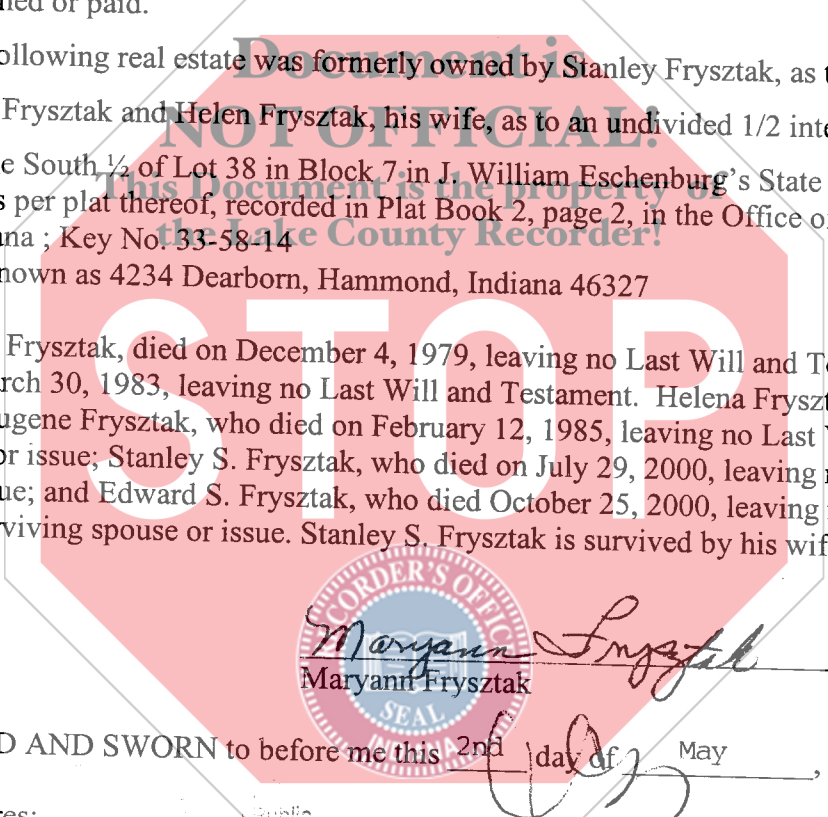 ned or paid.
ollowing real estate was formerly owned by Stanley Frysztak, as t
Document is
Frysztak and Helen Frysztak, his wife, as to an undivided 1/2 inte
NOT OFFICIAL!
e South ½ of Lot 38 in Block 7 in J. William Eschenburg's State
This Document is the property of
s per plat thereof, recorded in Plat Book 2, page 2, in the Office of
the Lake County Recorder!
ana ; Key No. 33-58-14
nown as 4234 Dearborn, Hammond, Indiana 46327
STOP
Frysztak, died on December 4, 1979, leaving no Last Will and Te
rch 30, 1983, leaving no Last Will and Testament. Helena Fryszt
ugene Frysztak, who died on February 12, 1985, leaving no Last
or issue; Stanley S. Frysztak, who died on July 29, 2000, leaving
ue; and Edward S. Frysztak, who died October 25, 2000, leaving
viving spouse or issue. Stanley S. Frysztak is survived by his wif
RECORDER'S OFFICE
Maryann Frysztak
Maryann Frysztak
SEAL
INDIANA
D AND SWORN to before me this 2nd day of May ,
res:
Public